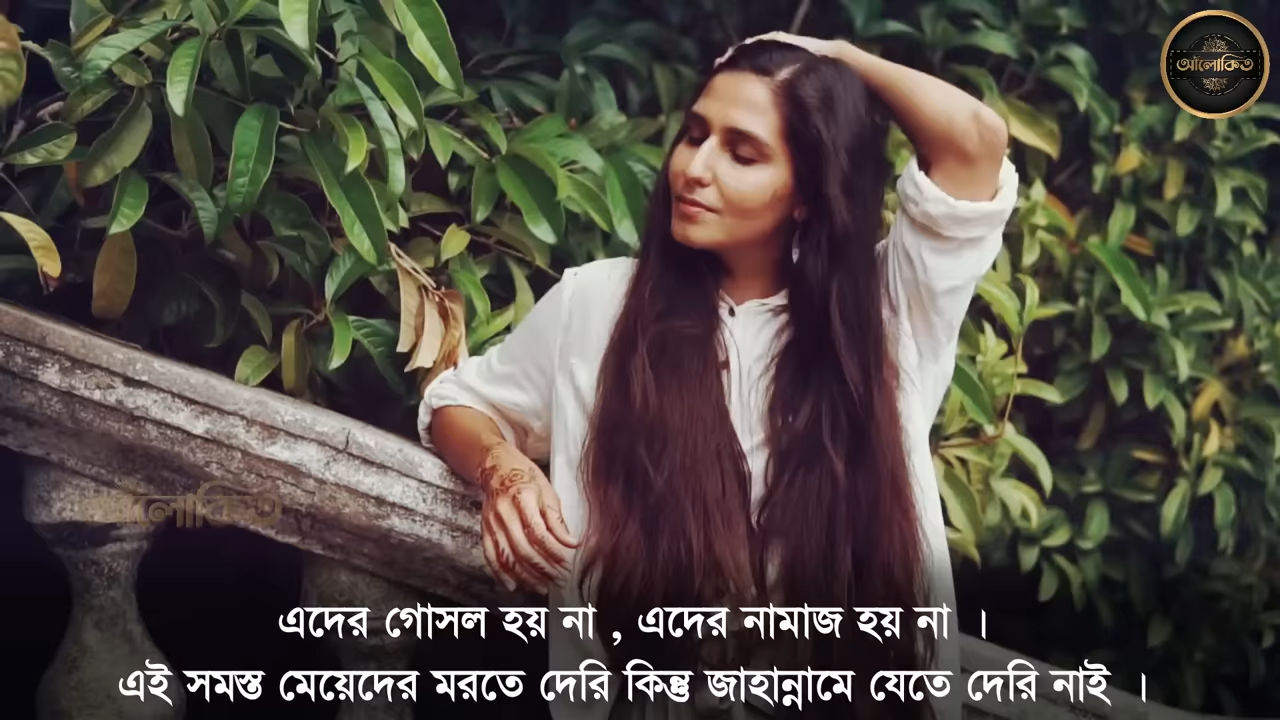 আলোকিত
আলোকিত
এদের গোসল হয় না , এদের নামাজ হয় না ।
এই সমস্ত মেয়েদের মরতে দেরি কিন্তু জাহান্নামে যেতে দেরি নাই ।